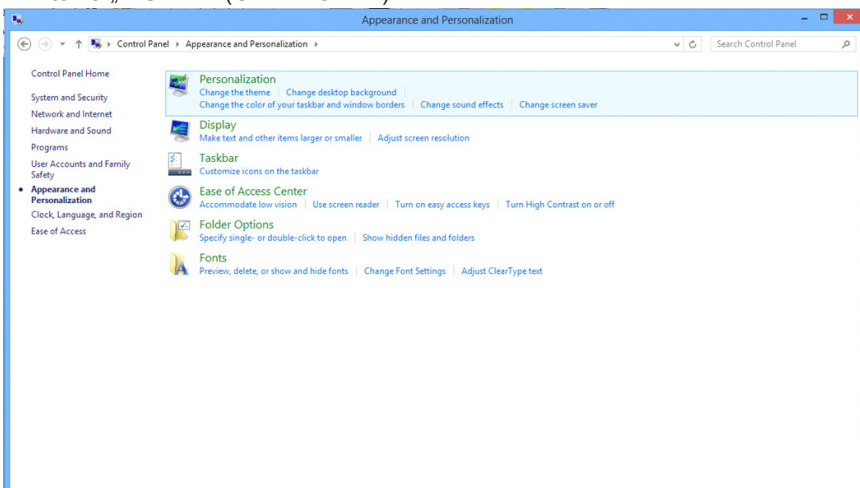 Appearance and Personalization
Control Panel ▸ Appearance and Personalization ▸
Search Control Panel
Control Panel Home
System and Security
Network and Internet
Hardware and Sound
Programs
User Accounts and Family
Safety
Appearance and
Personalization
Clock, Language, and Region
Ease of Access
Personalization
Change the theme
Change desktop background
Change the color of your taskbar and window borders
Change sound effects
Change screen saver
Display
Make text and other items larger or smaller
Adjust screen resolution
Taskbar
Customize icons on the taskbar
Ease of Access Center
Accommodate low vision
Use screen reader
Turn on easy access keys
Turn High Contrast on or off
Folder Options
Specify single- or double-click to open
Show hidden files and folders
Fonts
Preview, delete, or show and hide fonts
Change Font Settings
Adjust ClearType text